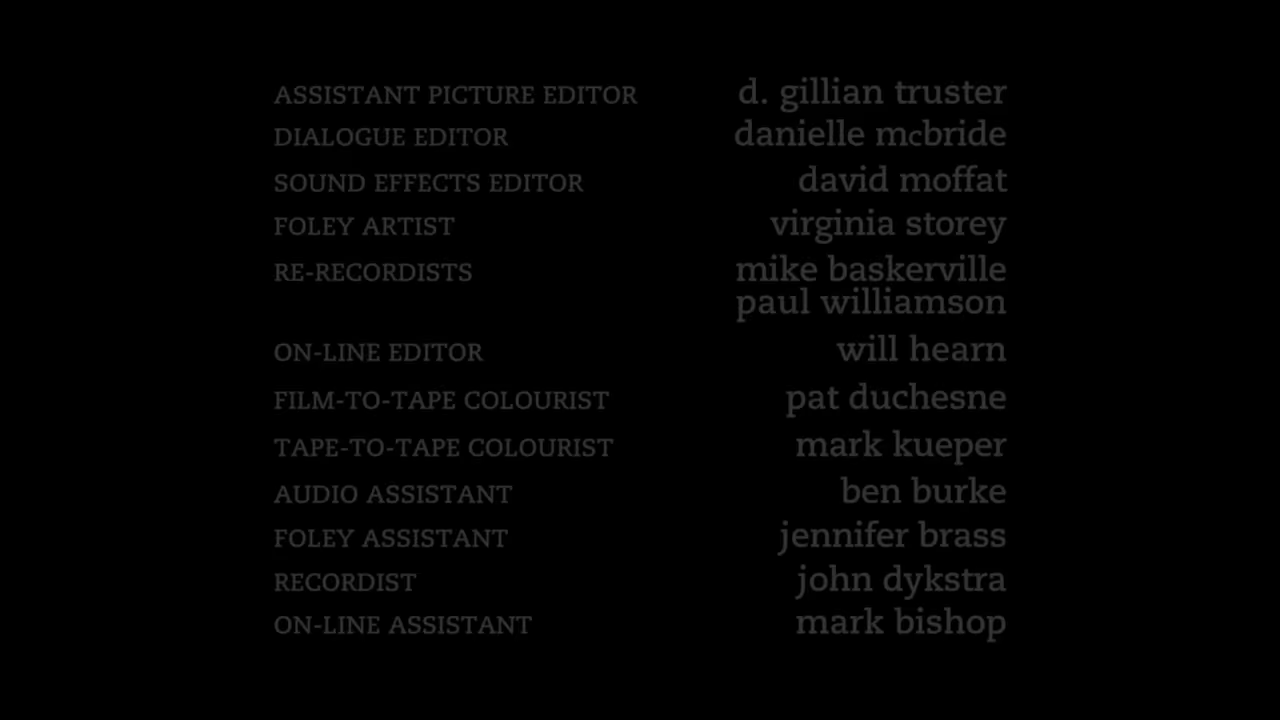 ASSISTANT PICTURE EDITOR d. gillian truster
DIALOGUE EDITOR danielle mcbride
SOUND EFFECTS EDITOR david moffat
FOLEY ARTIST virginia storey
RE-RECORDISTS mike baskerville
paul williamson
ON-LINE EDITOR will hearn
FILM-TO-TAPE COLOURIST pat duchesne
TAPE-TO-TAPE COLOURIST mark kueper
AUDIO ASSISTANT ben burke
FOLEY ASSISTANT jennifer brass
RECORDIST john dykstra
ON-LINE ASSISTANT mark bishop